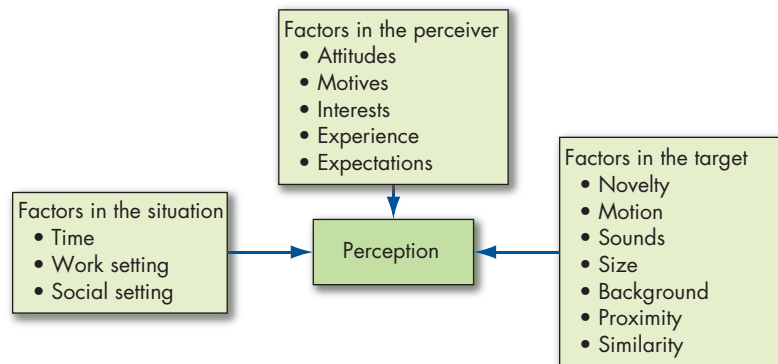 Factors in the perceiver
• Attitudes
• Motives
• Interests
• Experience
• Expectations
Factors in the situation
• Time
• Work setting
• Social setting
Perception
Factors in the target
• Novelty
• Motion
• Sounds
• Size
• Background
• Proximity
• Similarity